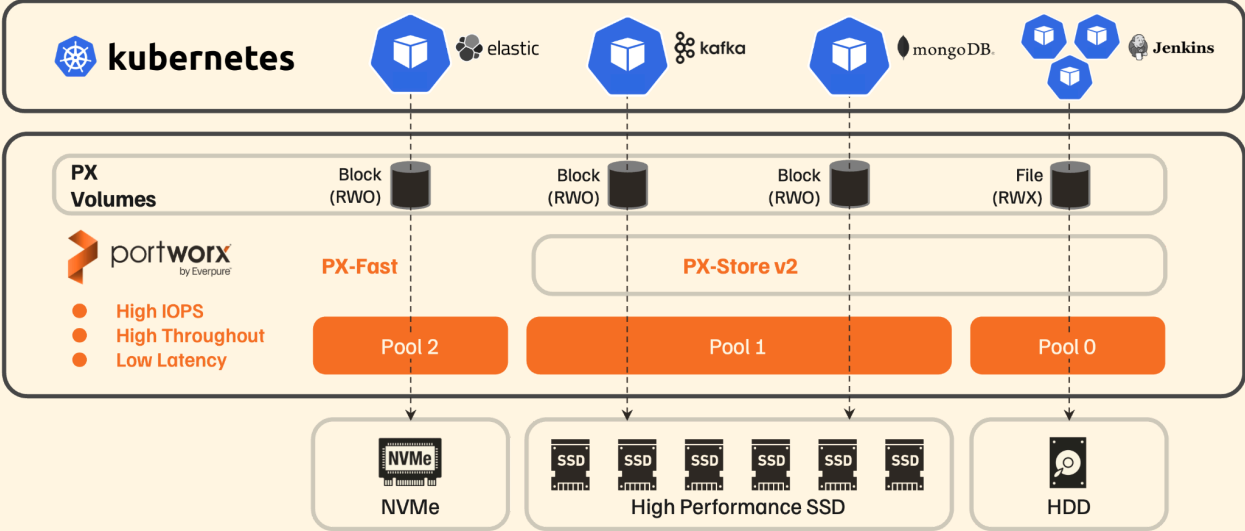 kubernetes
elastic
kafka
mongoDB.
Jenkins
PX
Volumes
Block
(RWO)
Block
(RWO)
Block
(RWO)
File
(RWX)
portworx
by Everpure
PX-Fast
PX-Store v2
High IOPS
High Throughout
Low Latency
Pool 2
Pool 1
Pool 0
NVMe
NVMe
SSD
SSD
SSD
SSD
SSD
SSD
High Performance SSD
HDD